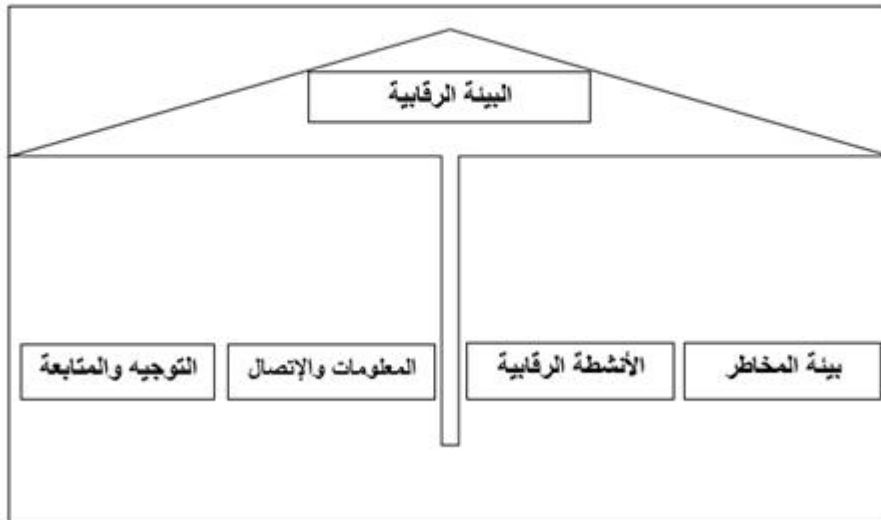 البيئة الرقابية
بيئة المخاطر
الأنشطة الرقابية
المعلومات والإتصال
التوجيه والمتابعة